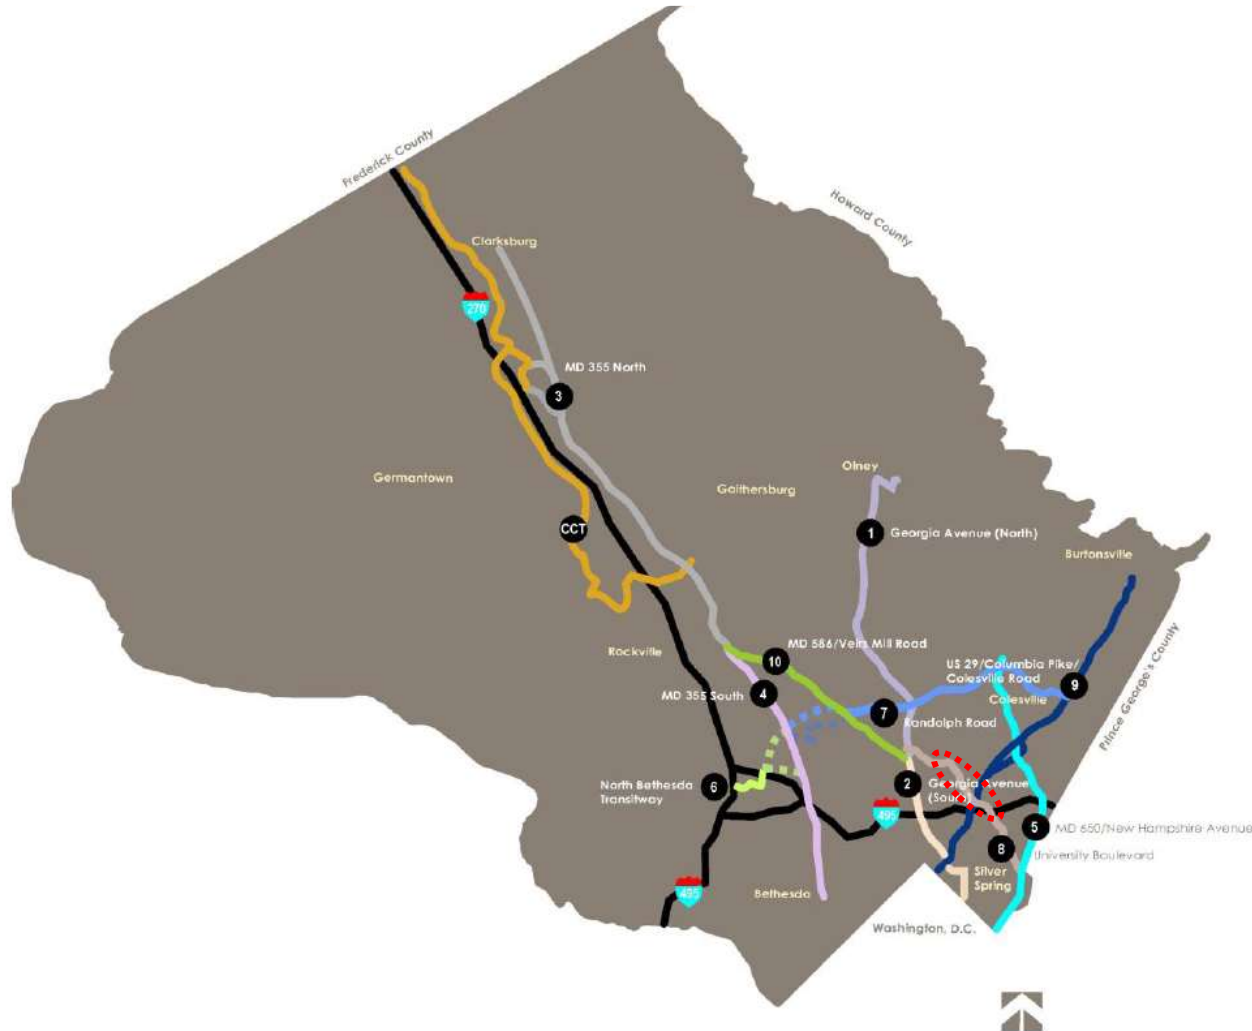 Frederick County
Howard County
Clarksburg
270
MD 355 North
3
Olney
Germantown
Gaithersburg
CCT
1
Georgia Avenue (North)
Burtonsville
MD 586/Veirs Mill Road
Rockville
10
US 29/Columbia Pike/
Colesville Road
MD 355 South
4
9
Colesville
7
Randolph Road
Prince George's County
North Bethesda
Transitway
6
2
Georgia Avenue
(South)
495
5
MD 650/New Hampshire Avenue
8
University Boulevard
Silver
Spring
495
Bethesda
Washington, D.C.